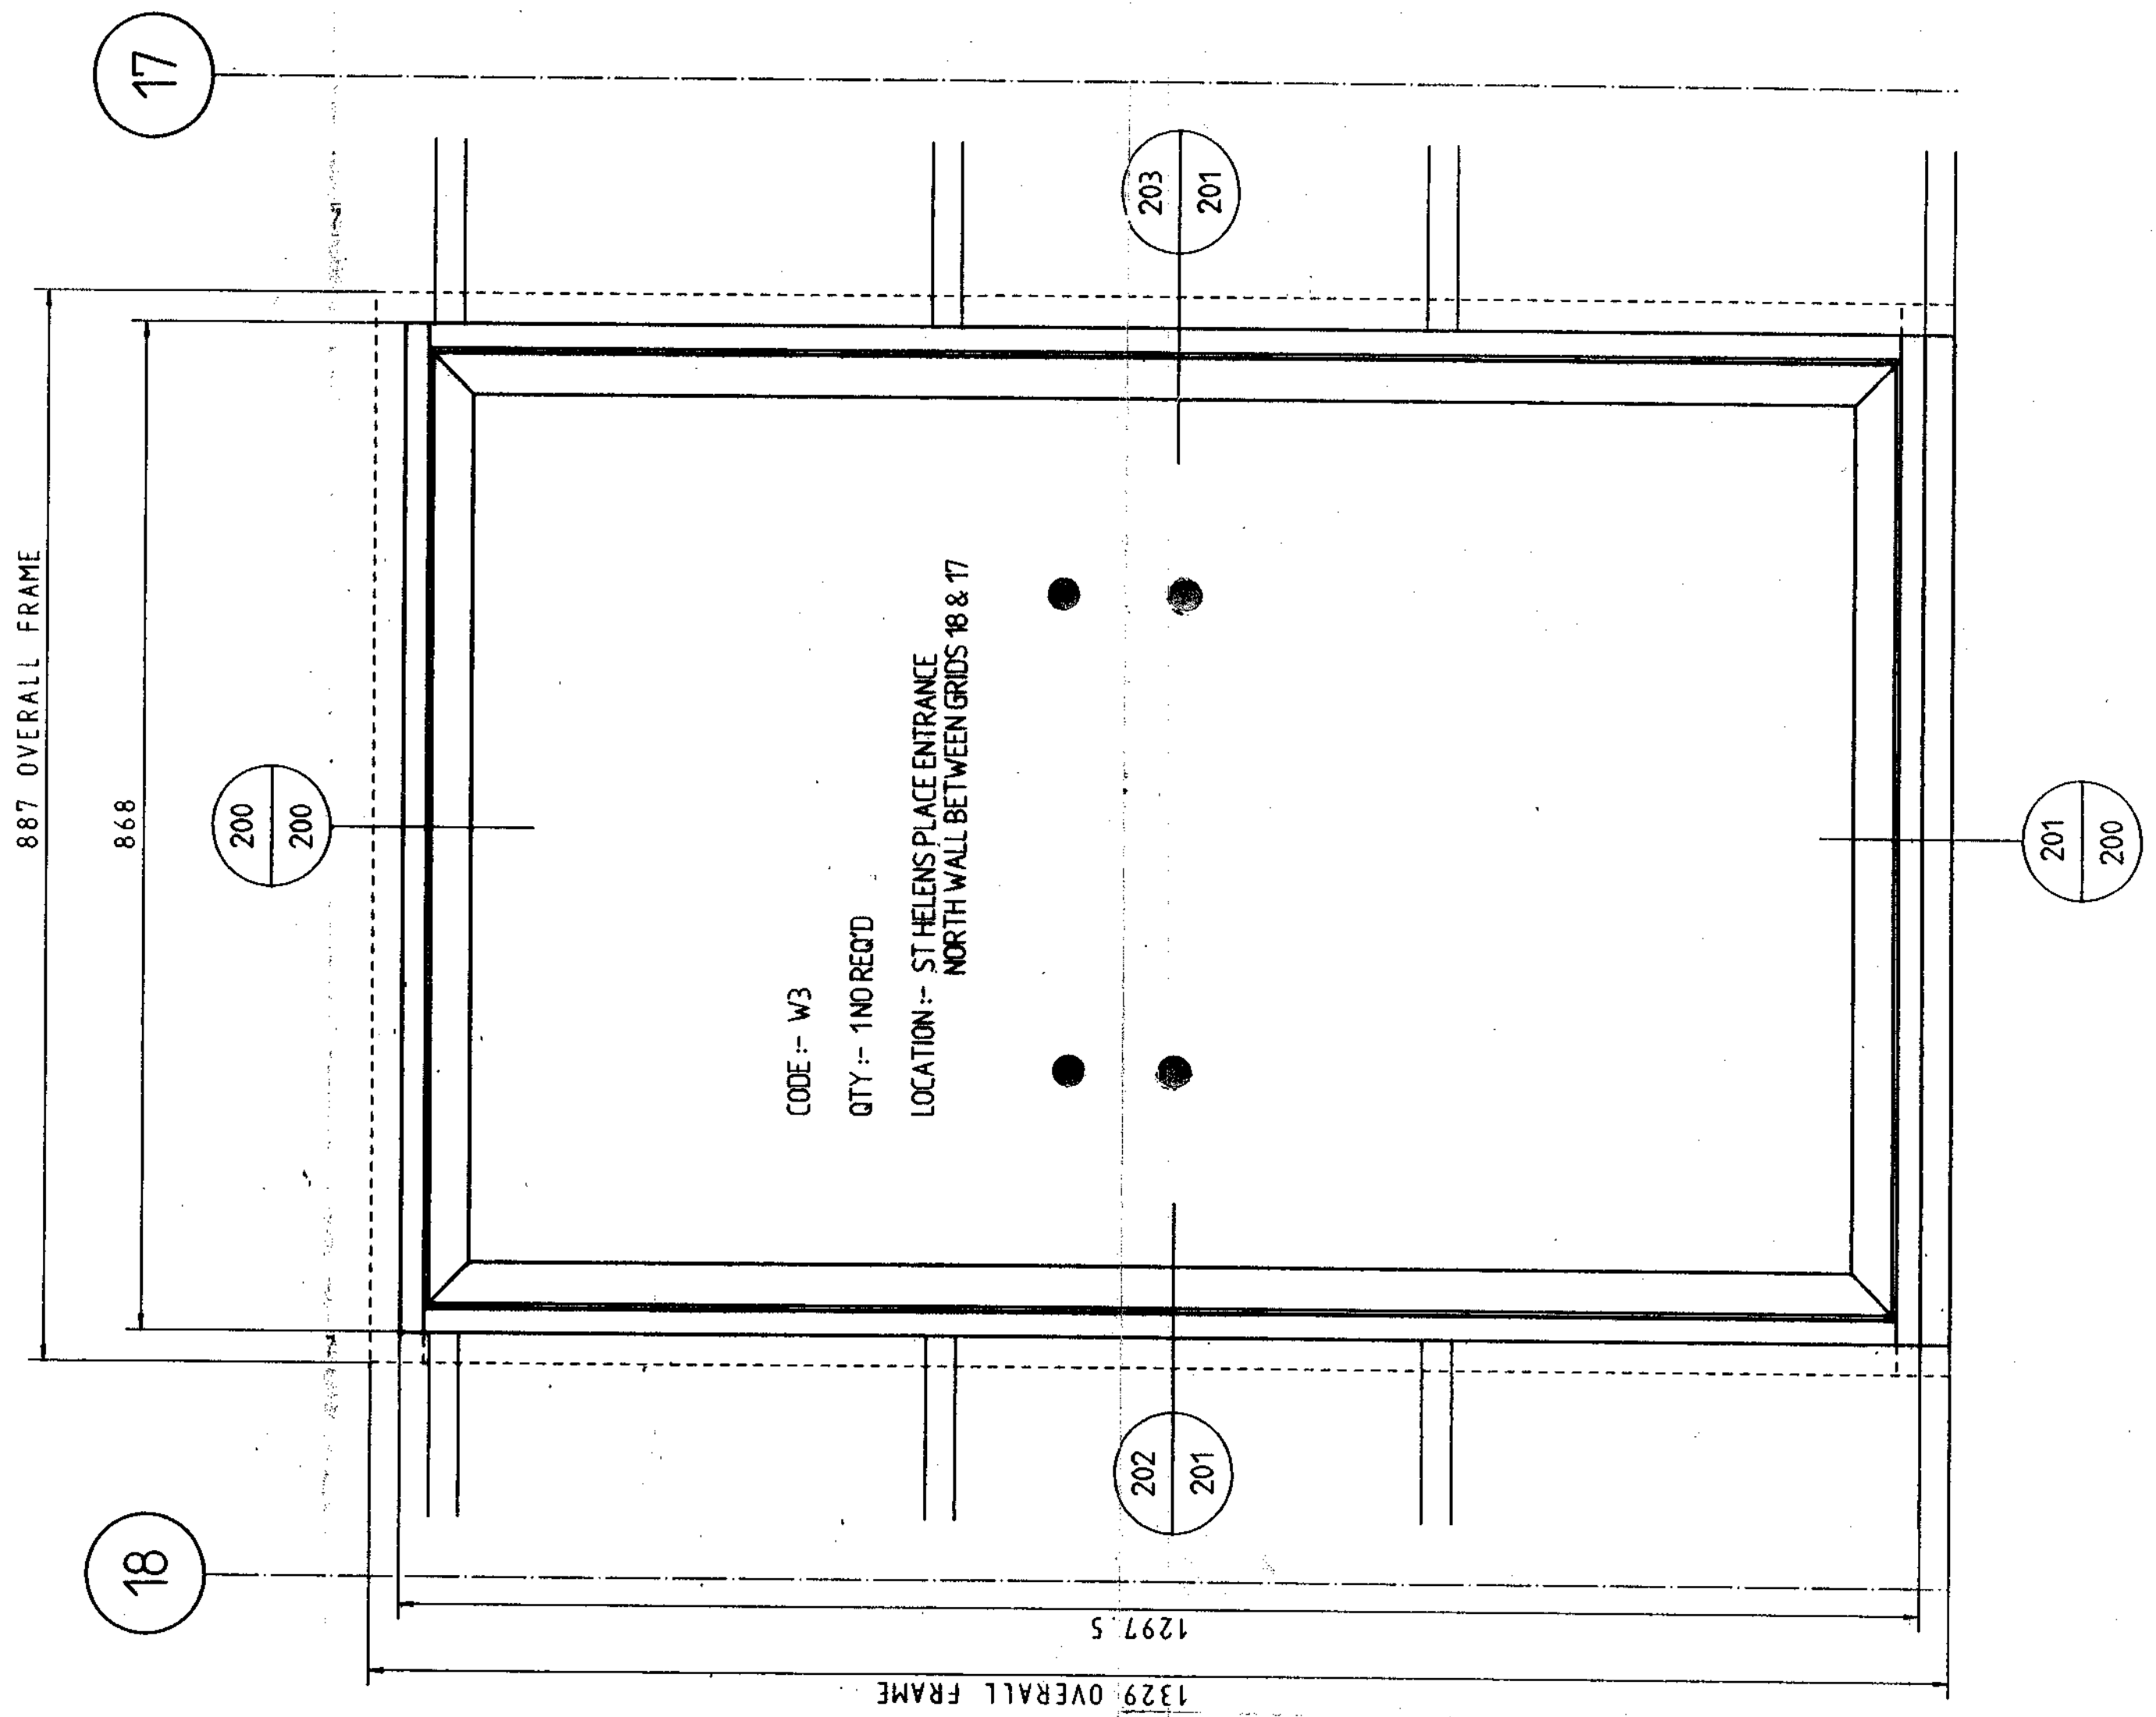 18
17
887 OVERALL FRAME
868
200
200
203
201
CODE :- W3
QTY :- 1 NO REQ'D
LOCATION :- ST HELENS PLACE ENTRANCE
NORTH WALL BETWEEN GRIDS 18 & 17
202
201
201
200
1297.5
1329 OVERALL FRAME